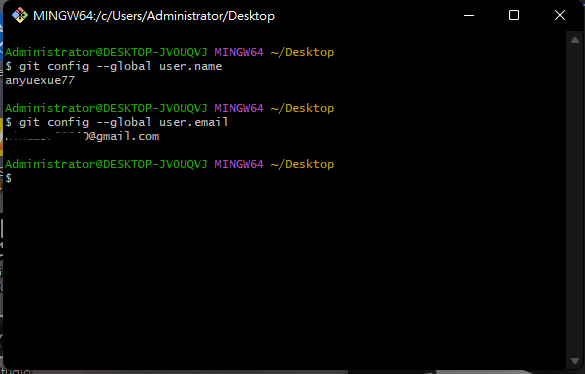 MINGW64:/c/Users/Administrator/Desktop
Administrator@DESKTOP-JVOUQVJ MINGW64 ~/Desktop
$ git config --global user.name
anyuexue77
Administrator@DESKTOP-JVOUQVJ MINGW64 ~/Desktop
$ git config --global user.email
@gmail.com
Administrator@DESKTOP-JVOUQVJ MINGW64 ~/Desktop
$